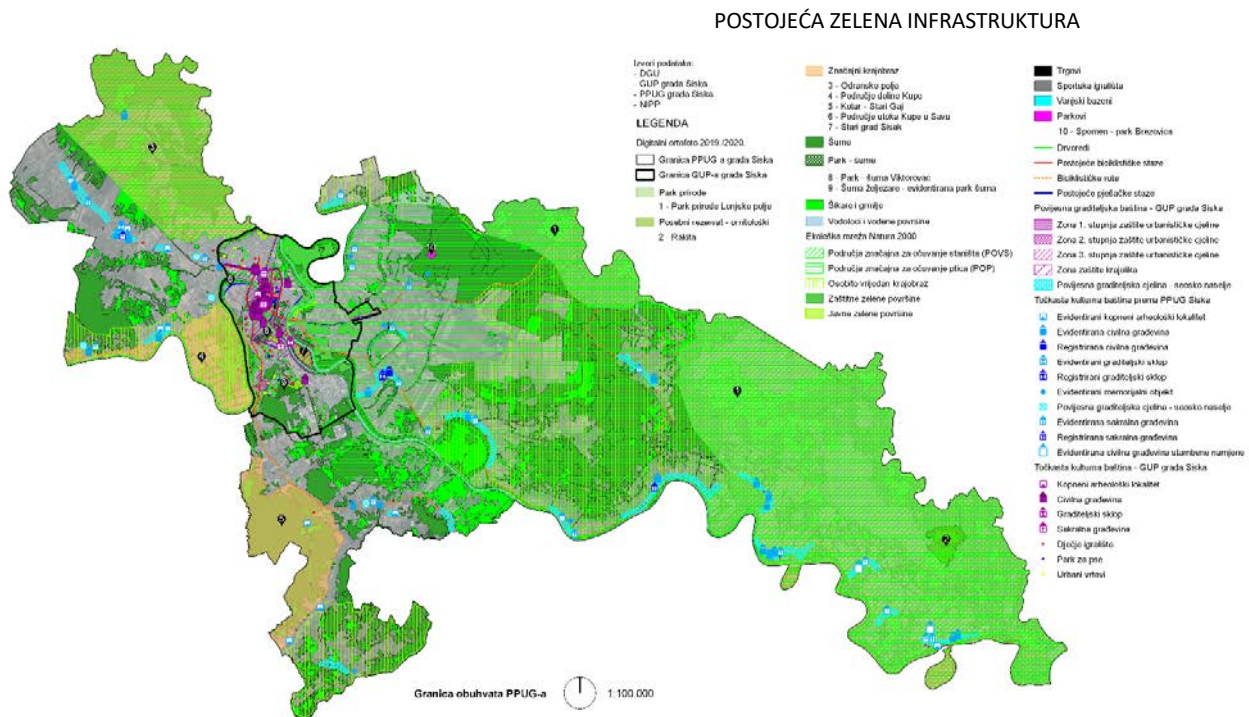 POSTOJEĆA ZELENA INFRASTRUKTURA
Izvori podataka:
- DGU
GUP grada Siska
- PPUG grada Siska
- NIPP
LEGENDA
Digitalni ortofoto 2019./2020.
Granica PPUG-a grada Siska
Granica GUP-a grada Siska
Park prirode
1 - Park prirode Lonjsko polje
Posebni rezervat - ornitološki
2 - Rakita
Značajni krajobraz
3 - Odransko polje
4 - Područje doline Kupe
5 - Kotar - Stari Gaj
6 - Područje utoka Kupe u Savu
7 - Stari grad Sisak
Šume
Park - šume
8 - Park - šuma Viktorovac
9 - Šuma željezare - evidentirana park šuma
Šikare i grmlje
Vodotoci i vodene površine
Ekološka mreža Natura 2000
Područja značajna za očuvanje staništa (POVS)
Područja značajna za očuvanje ptica (POP)
Osobito vrijedan krajobraz
Zaštitne zelene površine
Javne zelene površine
Trgovi
Sportska igrališta
Vanjski bazeni
Parkovi
10 - Spomen - park Brezovica
Drvoredi
Postojeće biciklističke staze
Biciklističke rute
Postojeće pješačke staze
Povijesna graditeljska baština - GUP grada Siska
Zona 1. stupnja zaštite urbanističke cjeline
Zona 2. stupnja zaštite urbanističke cjeline
Zona 3. stupnja zaštite urbanističke cjeline
Zona zaštite krajolika
Povijesna graditeljska cjelina - seosko naselje
Točkasta kulturna baština prema PPUG Siska
Evidentirani kopneni arheološki lokalitet
Evidentirana civilna građevina
Registrirana civilna građevina
Evidentirani graditeljski sklop
Registrirani graditeljski sklop
Evidentirani memorijalni objekt
Povijesna graditeljska cjelina - seosko naselje
Evidentirana sakralna građevina
Registrirana sakralna građevina
Evidentirana civilna građevina stambene namjene
Točkasta kulturna baština - GUP grada Siska
Kopneni arheološki lokalitet
Civilna građevina
Graditeljski sklop
Sakralna građevina
Dječje igralište
Park za pse
Urbani vrtovi
3
1
4
1
2
5
Granica obuhvata PPUG-a
1:100.000